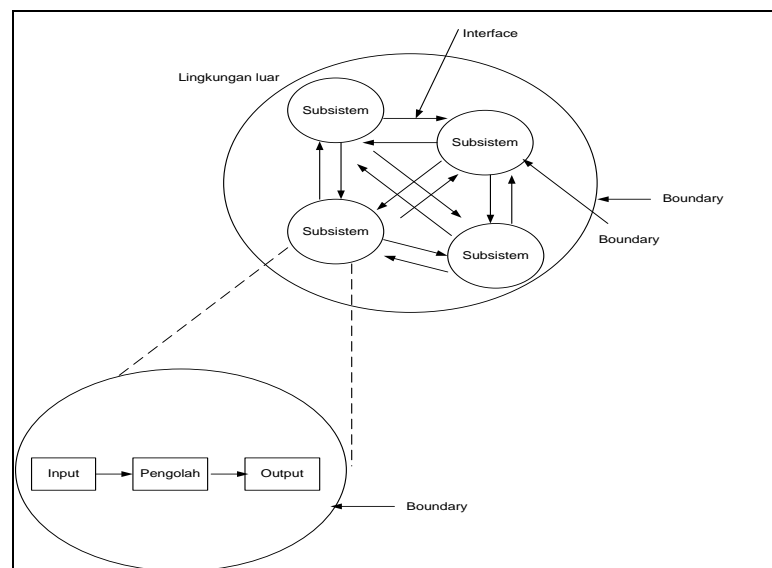 Interface
Lingkungan luar
Subsistem
Subsistem
Boundary
Subsistem
Boundary
Subsistem
Input
Pengolah
Output
Boundary